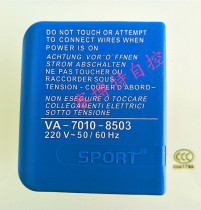 DO NOT TOUCH OR ATTEMPT
TO CONNECT WIRES WHEN
POWER IS ON
ACHTUNG, VOR O¨FFNEN
STROM ABSCHALTEN
NE PAS TOUCHER OU
RACCORDER SOUS
TENSION - COUPER D'ABORD-
NON ESEGUIRE O TOCCARE
COLLEGAMENTI ELETTRICI
SOTTO TENSIONE
VA - 7010 - 8503
220 V ~ 50 / 60 Hz
SPORT®
CCC